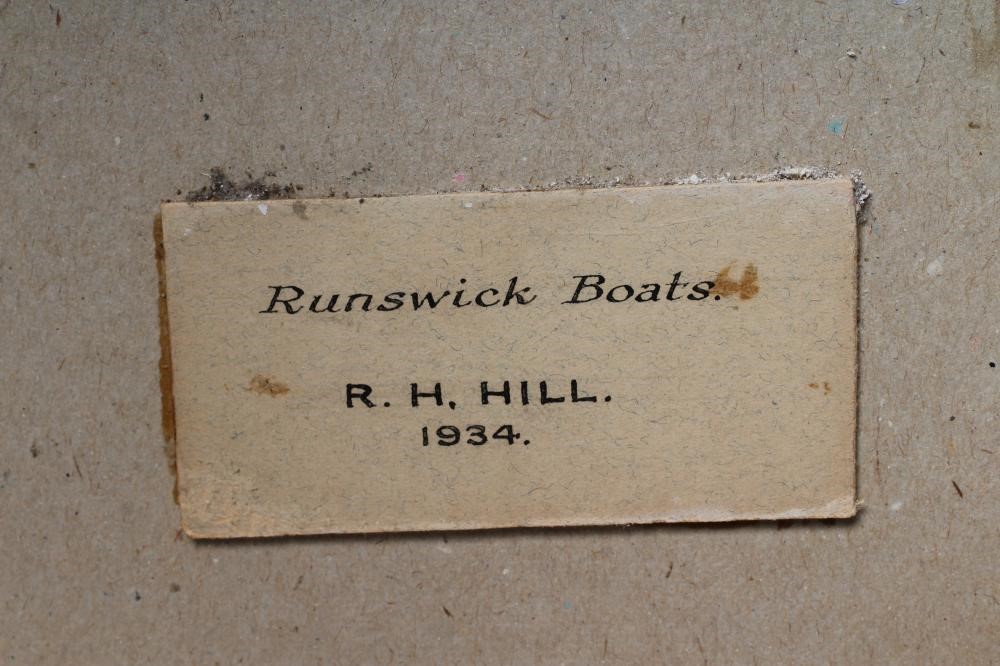 Runswick Boats.
R. H. HILL.
1934.